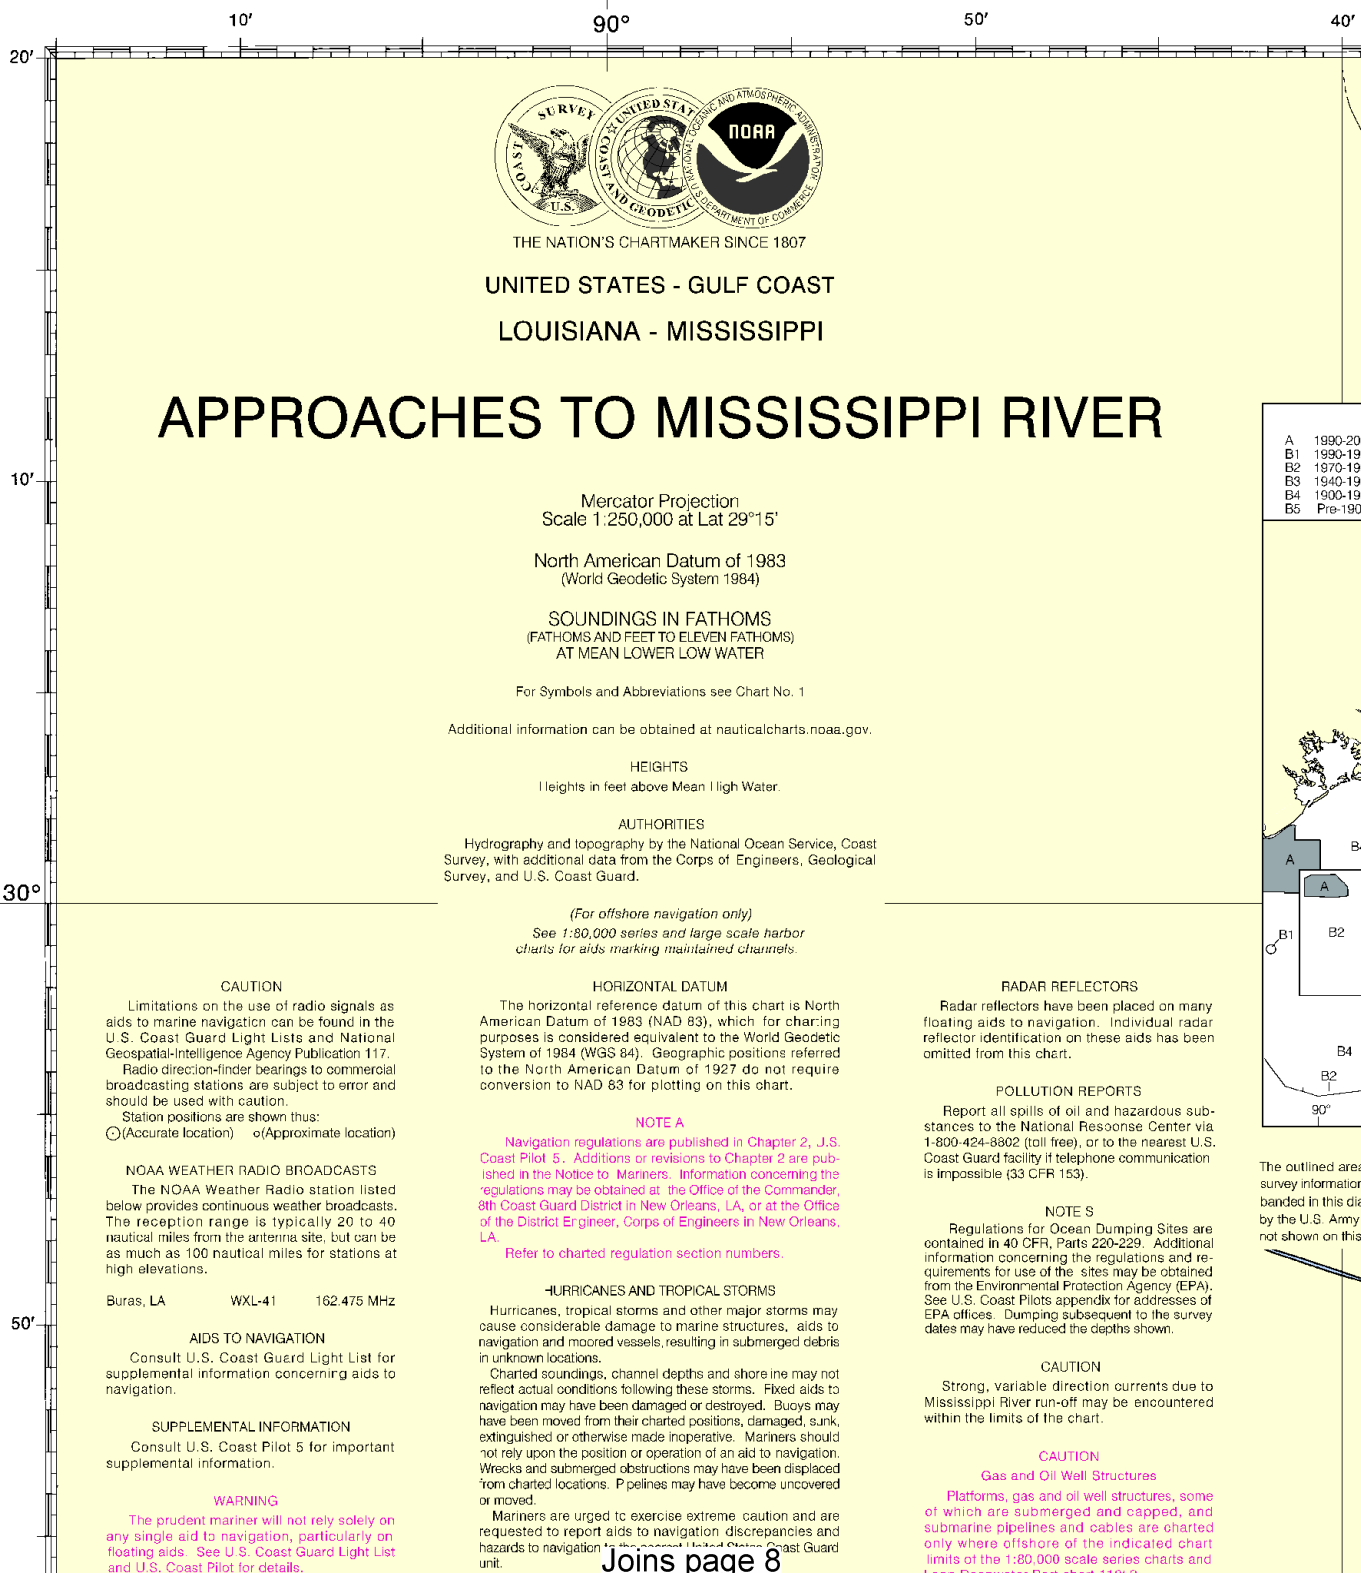 10′ 90° 50′ 40′
20′
SURVEY
COAST
U.S.
UNITED STAT
COAST AND GEODETIC
NATIONAL OCEANIC AND ATMOSPHERIC ADMINISTRATION
U.S. DEPARTMENT OF COMMERCE
NOAA
THE NATION'S CHARTMAKER SINCE 1807
UNITED STATES - GULF COAST
LOUISIANA - MISSISSIPPI
APPROACHES TO MISSISSIPPI RIVER
10′
Mercator Projection
Scale 1:250,000 at Lat 29°15'
North American Datum of 1983
(World Geodetic System 1984)
SOUNDINGS IN FATHOMS
(FATHOMS AND FEET TO ELEVEN FATHOMS)
AT MEAN LOWER LOW WATER
For Symbols and Abbreviations see Chart No. 1
Additional information can be obtained at nauticalcharts.noaa.gov.
HEIGHTS
Heights in feet above Mean High Water.
AUTHORITIES
Hydrography and topography by the National Ocean Service, Coast
Survey, with additional data from the Corps of Engineers, Geological
Survey, and U.S. Coast Guard.
30°
(For offshore navigation only)
See 1:80,000 series and large scale harbor
charts for aids marking maintained channels.
CAUTION
Limitations on the use of radio signals as
aids to marine navigation can be found in the
U.S. Coast Guard Light Lists and National
Geospatial-Intelligence Agency Publication 117.
Radio direction-finder bearings to commercial
broadcasting stations are subject to error and
should be used with caution.
Station positions are shown thus:
(Accurate location) o(Approximate location)
NOAA WEATHER RADIO BROADCASTS
The NOAA Weather Radio station listed
below provides continuous weather broadcasts.
The reception range is typically 20 to 40
nautical miles from the antenna site, but can be
as much as 100 nautical miles for stations at
high elevations.
Buras, LA WXL-41 162.475 MHz
50′
AIDS TO NAVIGATION
Consult U.S. Coast Guard Light List for
supplemental information concerning aids to
navigation.
SUPPLEMENTAL INFORMATION
Consult U.S. Coast Pilot 5 for important
supplemental information.
WARNING
The prudent mariner will not rely solely on
any single aid to navigation, particularly on
floating aids. See U.S. Coast Guard Light List
and U.S. Coast Pilot for details.
HORIZONTAL DATUM
The horizontal reference datum of this chart is North
American Datum of 1983 (NAD 83), which for charting
purposes is considered equivalent to the World Geodetic
System of 1984 (WGS 84). Geographic positions referred
to the North American Datum of 1927 do not require
conversion to NAD 83 for plotting on this chart.
NOTE A
Navigation regulations are published in Chapter 2, U.S.
Coast Pilot 5. Additions or revisions to Chapter 2 are pub-
lished in the Notice to Mariners. Information concerning the
regulations may be obtained at the Office of the Commander,
8th Coast Guard District in New Orleans, LA, or at the Office
of the District Engineer, Corps of Engineers in New Orleans,
LA.
Refer to charted regulation section numbers.
HURRICANES AND TROPICAL STORMS
Hurricanes, tropical storms and other major storms may
cause considerable damage to marine structures, aids to
navigation and moored vessels, resulting in submerged debris
in unknown locations.
Charted soundings, channel depths and shoreline may not
reflect actual conditions following these storms. Fixed aids to
navigation may have been damaged or destroyed. Buoys may
have been moved from their charted positions, damaged, sunk,
extinguished or otherwise made inoperative. Mariners should
not rely upon the position or operation of an aid to navigation.
Wrecks and submerged obstructions may have been displaced
from charted locations. Pipelines may have become uncovered
or moved.
Mariners are urged to exercise extreme caution and are
requested to report aids to navigation discrepancies and
hazards to navigation to the nearest United States Coast Guard
unit.
Joins page 8
RADAR REFLECTORS
Radar reflectors have been placed on many
floating aids to navigation. Individual radar
reflector identification on these aids has been
omitted from this chart.
POLLUTION REPORTS
Report all spills of oil and hazardous sub-
stances to the National Response Center via
1-800-424-8802 (toll free), or to the nearest U.S.
Coast Guard facility if telephone communication
is impossible (33 CFR 153).
NOTE S
Regulations for Ocean Dumping Sites are
contained in 40 CFR, Parts 220-229. Additional
information concerning the regulations and re-
quirements for use of the sites may be obtained
from the Environmental Protection Agency (EPA).
See U.S. Coast Pilots appendix for addresses of
EPA offices. Dumping subsequent to the survey
dates may have reduced the depths shown.
CAUTION
Strong, variable direction currents due to
Mississippi River run-off may be encountered
within the limits of the chart.
CAUTION
Gas and Oil Well Structures
Platforms, gas and oil well structures, some
of which are submerged and capped, and
submarine pipelines and cables are charted
only where offshore of the indicated chart
limits of the 1:80,000 scale series charts and
A 1990-20
B1 1990-19
B2 1970-19
B3 1940-19
B4 1900-19
B5 Pre-190
B
A
A
B1
B2
B4
B2
90°
The outlined area
survey information
banded in this dia
by the U.S. Army
not shown on this